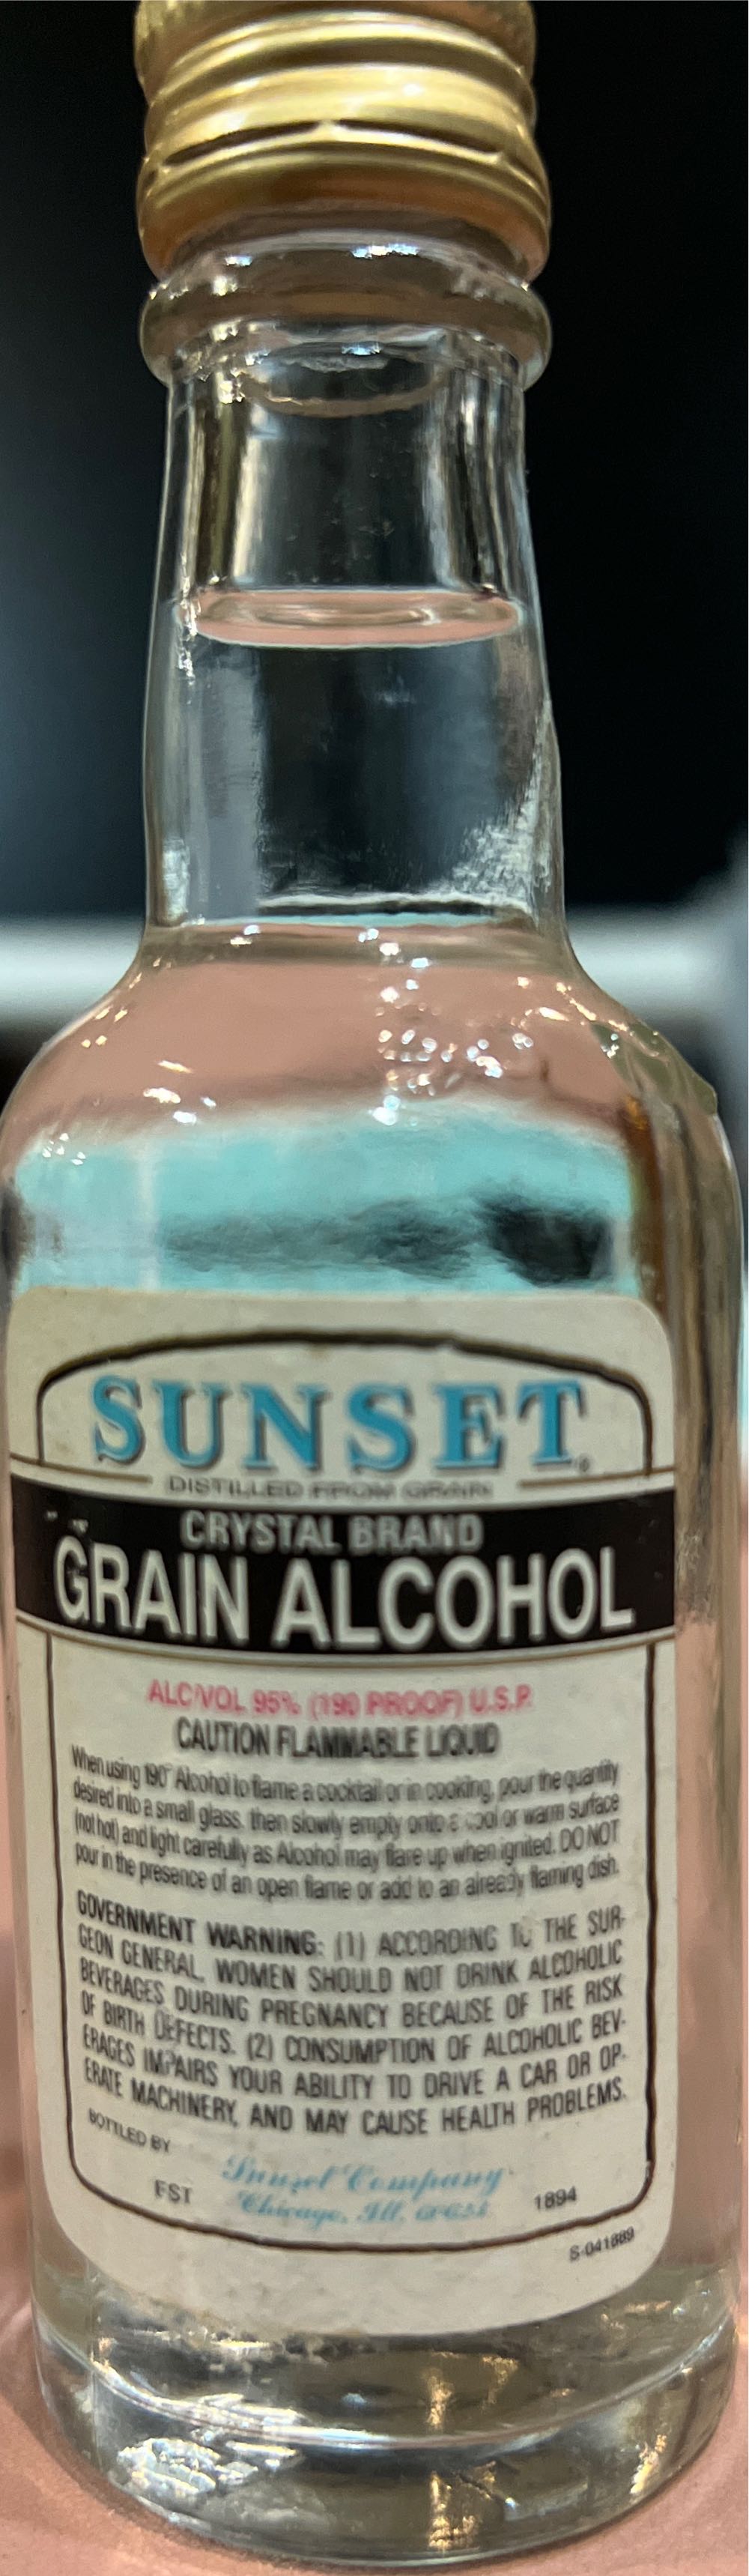 SUNSET®
DISTILLED FROM GRAIN
CRYSTAL BRAND
GRAIN ALCOHOL
ALC/VOL 95% (190 PROOF) U.S.P.
CAUTION FLAMMABLE LIQUID
When using 190° Alcohol to flame a cocktail or in cooking, pour the quantity
desired into a small glass, then slowly empty onto a cool or warm surface
(not hot) and light carefully as Alcohol may flare up when ignited. DO NOT
pour in the presence of an open flame or add to an already flaming dish.
GOVERNMENT WARNING: (1) ACCORDING TO THE SUR-
GEON GENERAL, WOMEN SHOULD NOT DRINK ALCOHOLIC
BEVERAGES DURING PREGNANCY BECAUSE OF THE RISK
OF BIRTH DEFECTS. (2) CONSUMPTION OF ALCOHOLIC BEV-
ERAGES IMPAIRS YOUR ABILITY TO DRIVE A CAR OR OP-
ERATE MACHINERY, AND MAY CAUSE HEALTH PROBLEMS.
BOTTLED BY
Sunset Company
EST Chicago, Ill. 1894
S-041889